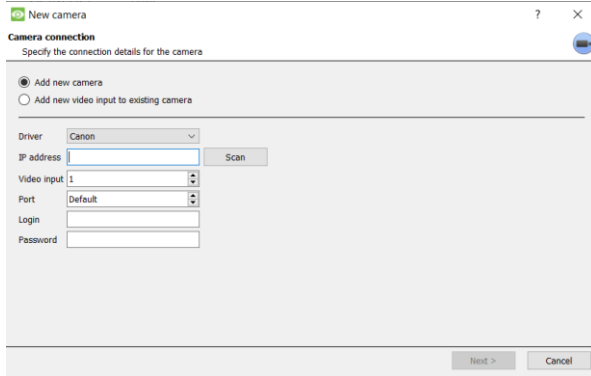 New camera
?
Camera connection
Specify the connection details for the camera
Add new camera
Add new video input to existing camera
Driver Canon
IP address Scan
Video input 1
Port Default
Login
Password
Next > Cancel